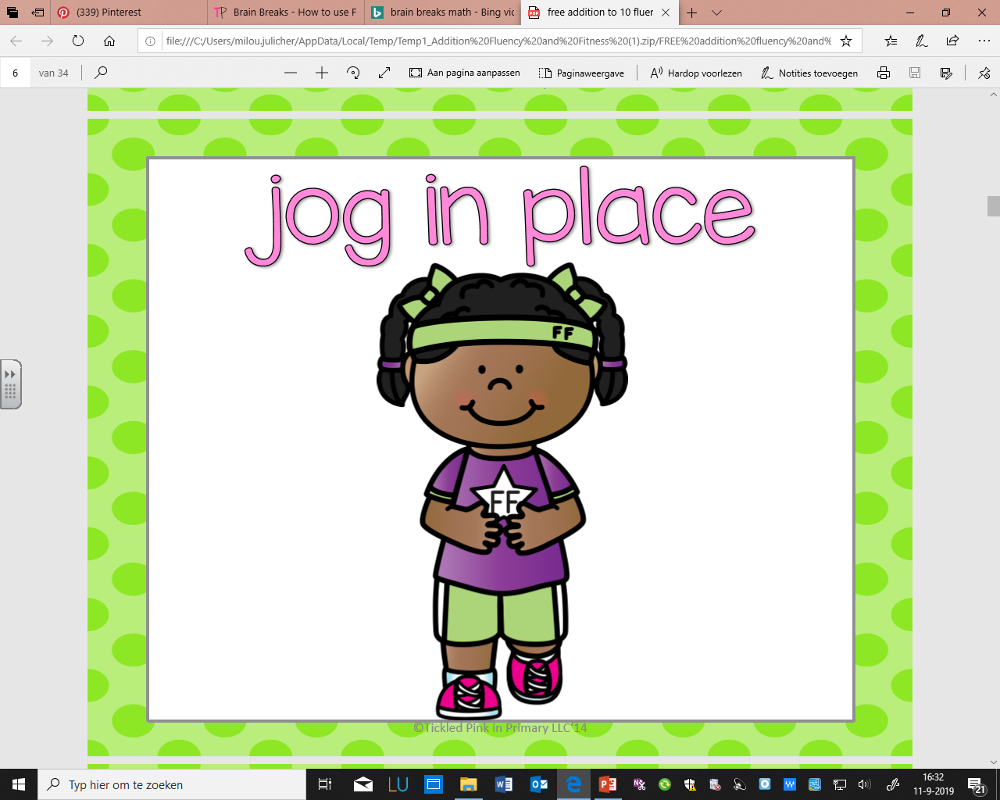 (339) Pinterest
Brain Breaks - How to use F
brain breaks math - Bing vid
free addition to 10 fluer
file:///C:/Users/milou.julicher/AppData/Local/Temp/Temp1_Addition%20Fluency%20and%20Fitness%20(1).zip/FREE%20addition%20fluency%20and%
6 van 34
Aan pagina aanpassen
Paginaweergave
Hardop voorlezen
Notities toevoegen
jog in place
FF
FF
©Tickled Pink in Primary LLC'14
Typ hier om te zoeken
LU
16:32
11-9-2019
21